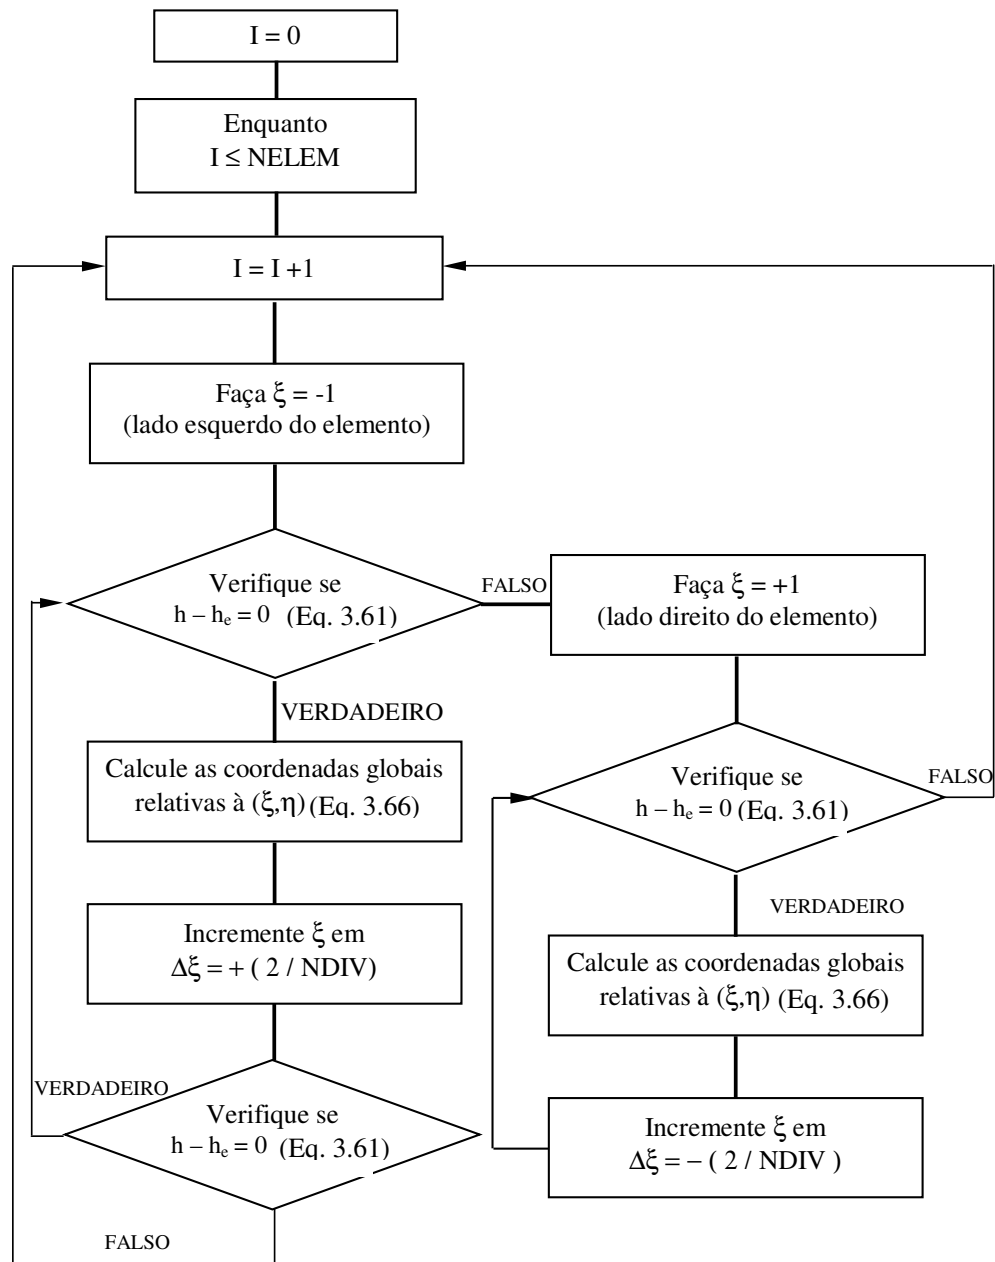 I = 0
Enquanto
I ≤ NELEM
I = I +1
Faça ξ = -1
(lado esquerdo do elemento)
Verifique se
h – hₑ = 0 (Eq. 3.61)
FALSO
Faça ξ = +1
(lado direito do elemento)
VERDADEIRO
Calcule as coordenadas globais
relativas à (ξ,η) (Eq. 3.66)
Verifique se
h – hₑ = 0 (Eq. 3.61)
FALSO
VERDADEIRO
Incremente ξ em
Δξ = + ( 2 / NDIV)
Calcule as coordenadas globais
relativas à (ξ,η) (Eq. 3.66)
VERDADEIRO
Verifique se
h – hₑ = 0 (Eq. 3.61)
Incremente ξ em
Δξ = – ( 2 / NDIV )
FALSO